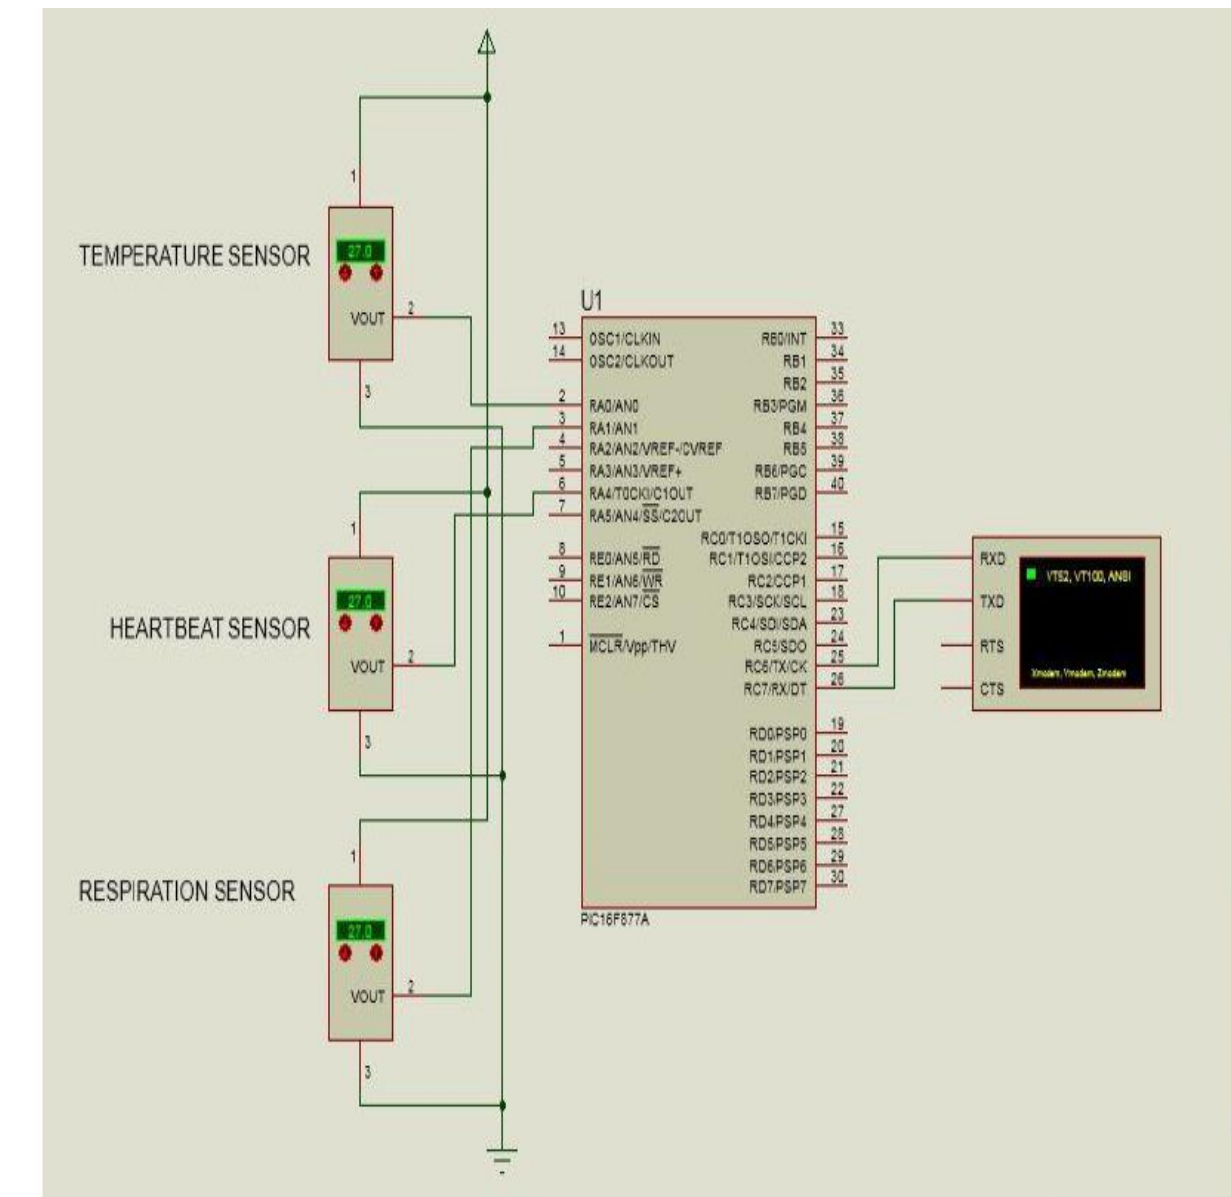 1
TEMPERATURE SENSOR
27.0
VOUT
2
3
1
HEARTBEAT SENSOR
27.0
VOUT
2
3
1
RESPIRATION SENSOR
27.0
VOUT
2
3
U1
13 OSC1/CLKIN
14 OSC2/CLKOUT
2 RA0/AN0
3 RA1/AN1
4 RA2/AN2/VREF-/CVREF
5 RA3/AN3/VREF+
6 RA4/T0CKI/C1OUT
7 RA5/AN4/SS/C2OUT
8 RE0/AN5/RD
9 RE1/AN6/WR
10 RE2/AN7/CS
1 MCLR/Vpp/THV
RB0/INT 33
RB1 34
RB2 35
RB3/PGM 36
RB4 37
RB5 38
RB6/PGC 39
RB7/PGD 40
RC0/T1OSO/T1CKI 15
RC1/T1OSI/CCP2 16
RC2/CCP1 17
RC3/SCK/SCL 18
RC4/SDI/SDA 23
RC5/SDO 24
RC6/TX/CK 25
RC7/RX/DT 26
RD0/PSP0 19
RD1/PSP1 20
RD2/PSP2 21
RD3/PSP3 22
RD4/PSP4 27
RD5/PSP5 28
RD6/PSP6 29
RD7/PSP7 30
PIC16F877A
RXD
TXD
RTS
CTS
VT52, VT100, ANSI
Xmodem, Ymodem, Zmodem